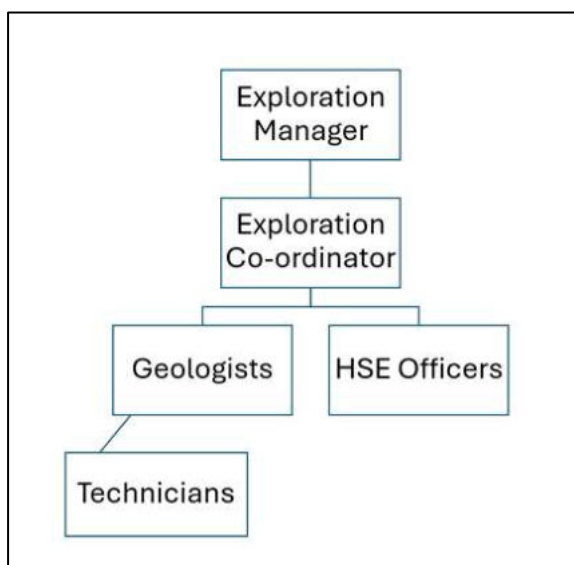 Exploration
Manager
Exploration
Co-ordinator
Geologists
HSE Officers
Technicians